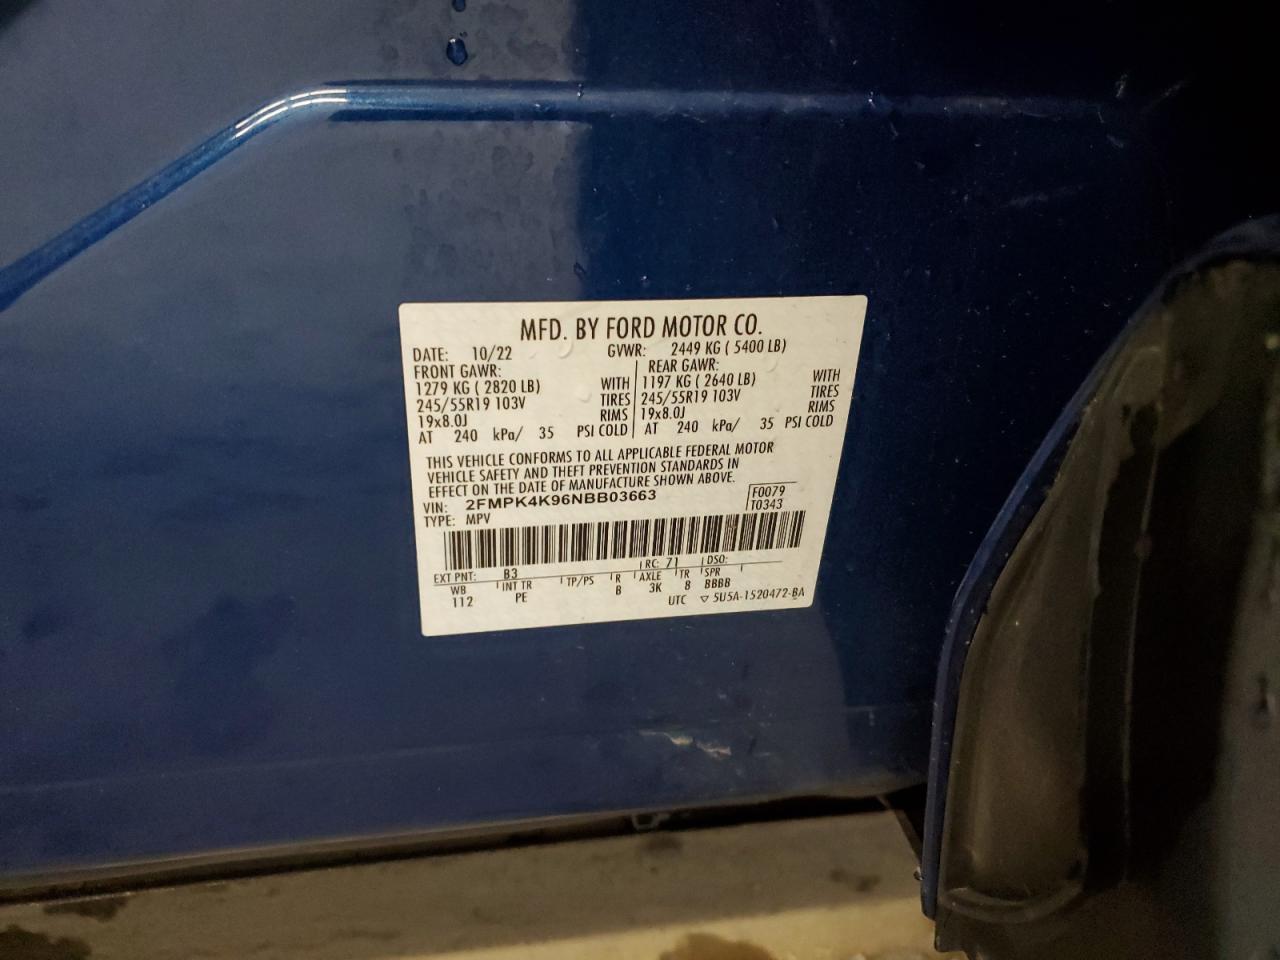 MFD. BY FORD MOTOR CO.
DATE: 10/22 GVWR: 2449 KG ( 5400 LB)
FRONT GAWR: REAR GAWR:
1279 KG ( 2820 LB) WITH 1197 KG ( 2640 LB) WITH
245/55R19 103V TIRES 245/55R19 103V TIRES
19x8.0J RIMS 19x8.0J RIMS
AT 240 kPa/ 35 PSI COLD AT 240 kPa/ 35 PSI COLD
THIS VEHICLE CONFORMS TO ALL APPLICABLE FEDERAL MOTOR
VEHICLE SAFETY AND THEFT PREVENTION STANDARDS IN
EFFECT ON THE DATE OF MANUFACTURE SHOWN ABOVE.
VIN: 2FMPK4K96NBB03663 F0079
TYPE: MPV T0343
EXT PNT: B3 RC: 71 DSO:
WB INT TR TP/PS R AXLE TR SPR
112 PE B 3K 8 BBBB
UTC ▽ 5U5A-1520472-BA